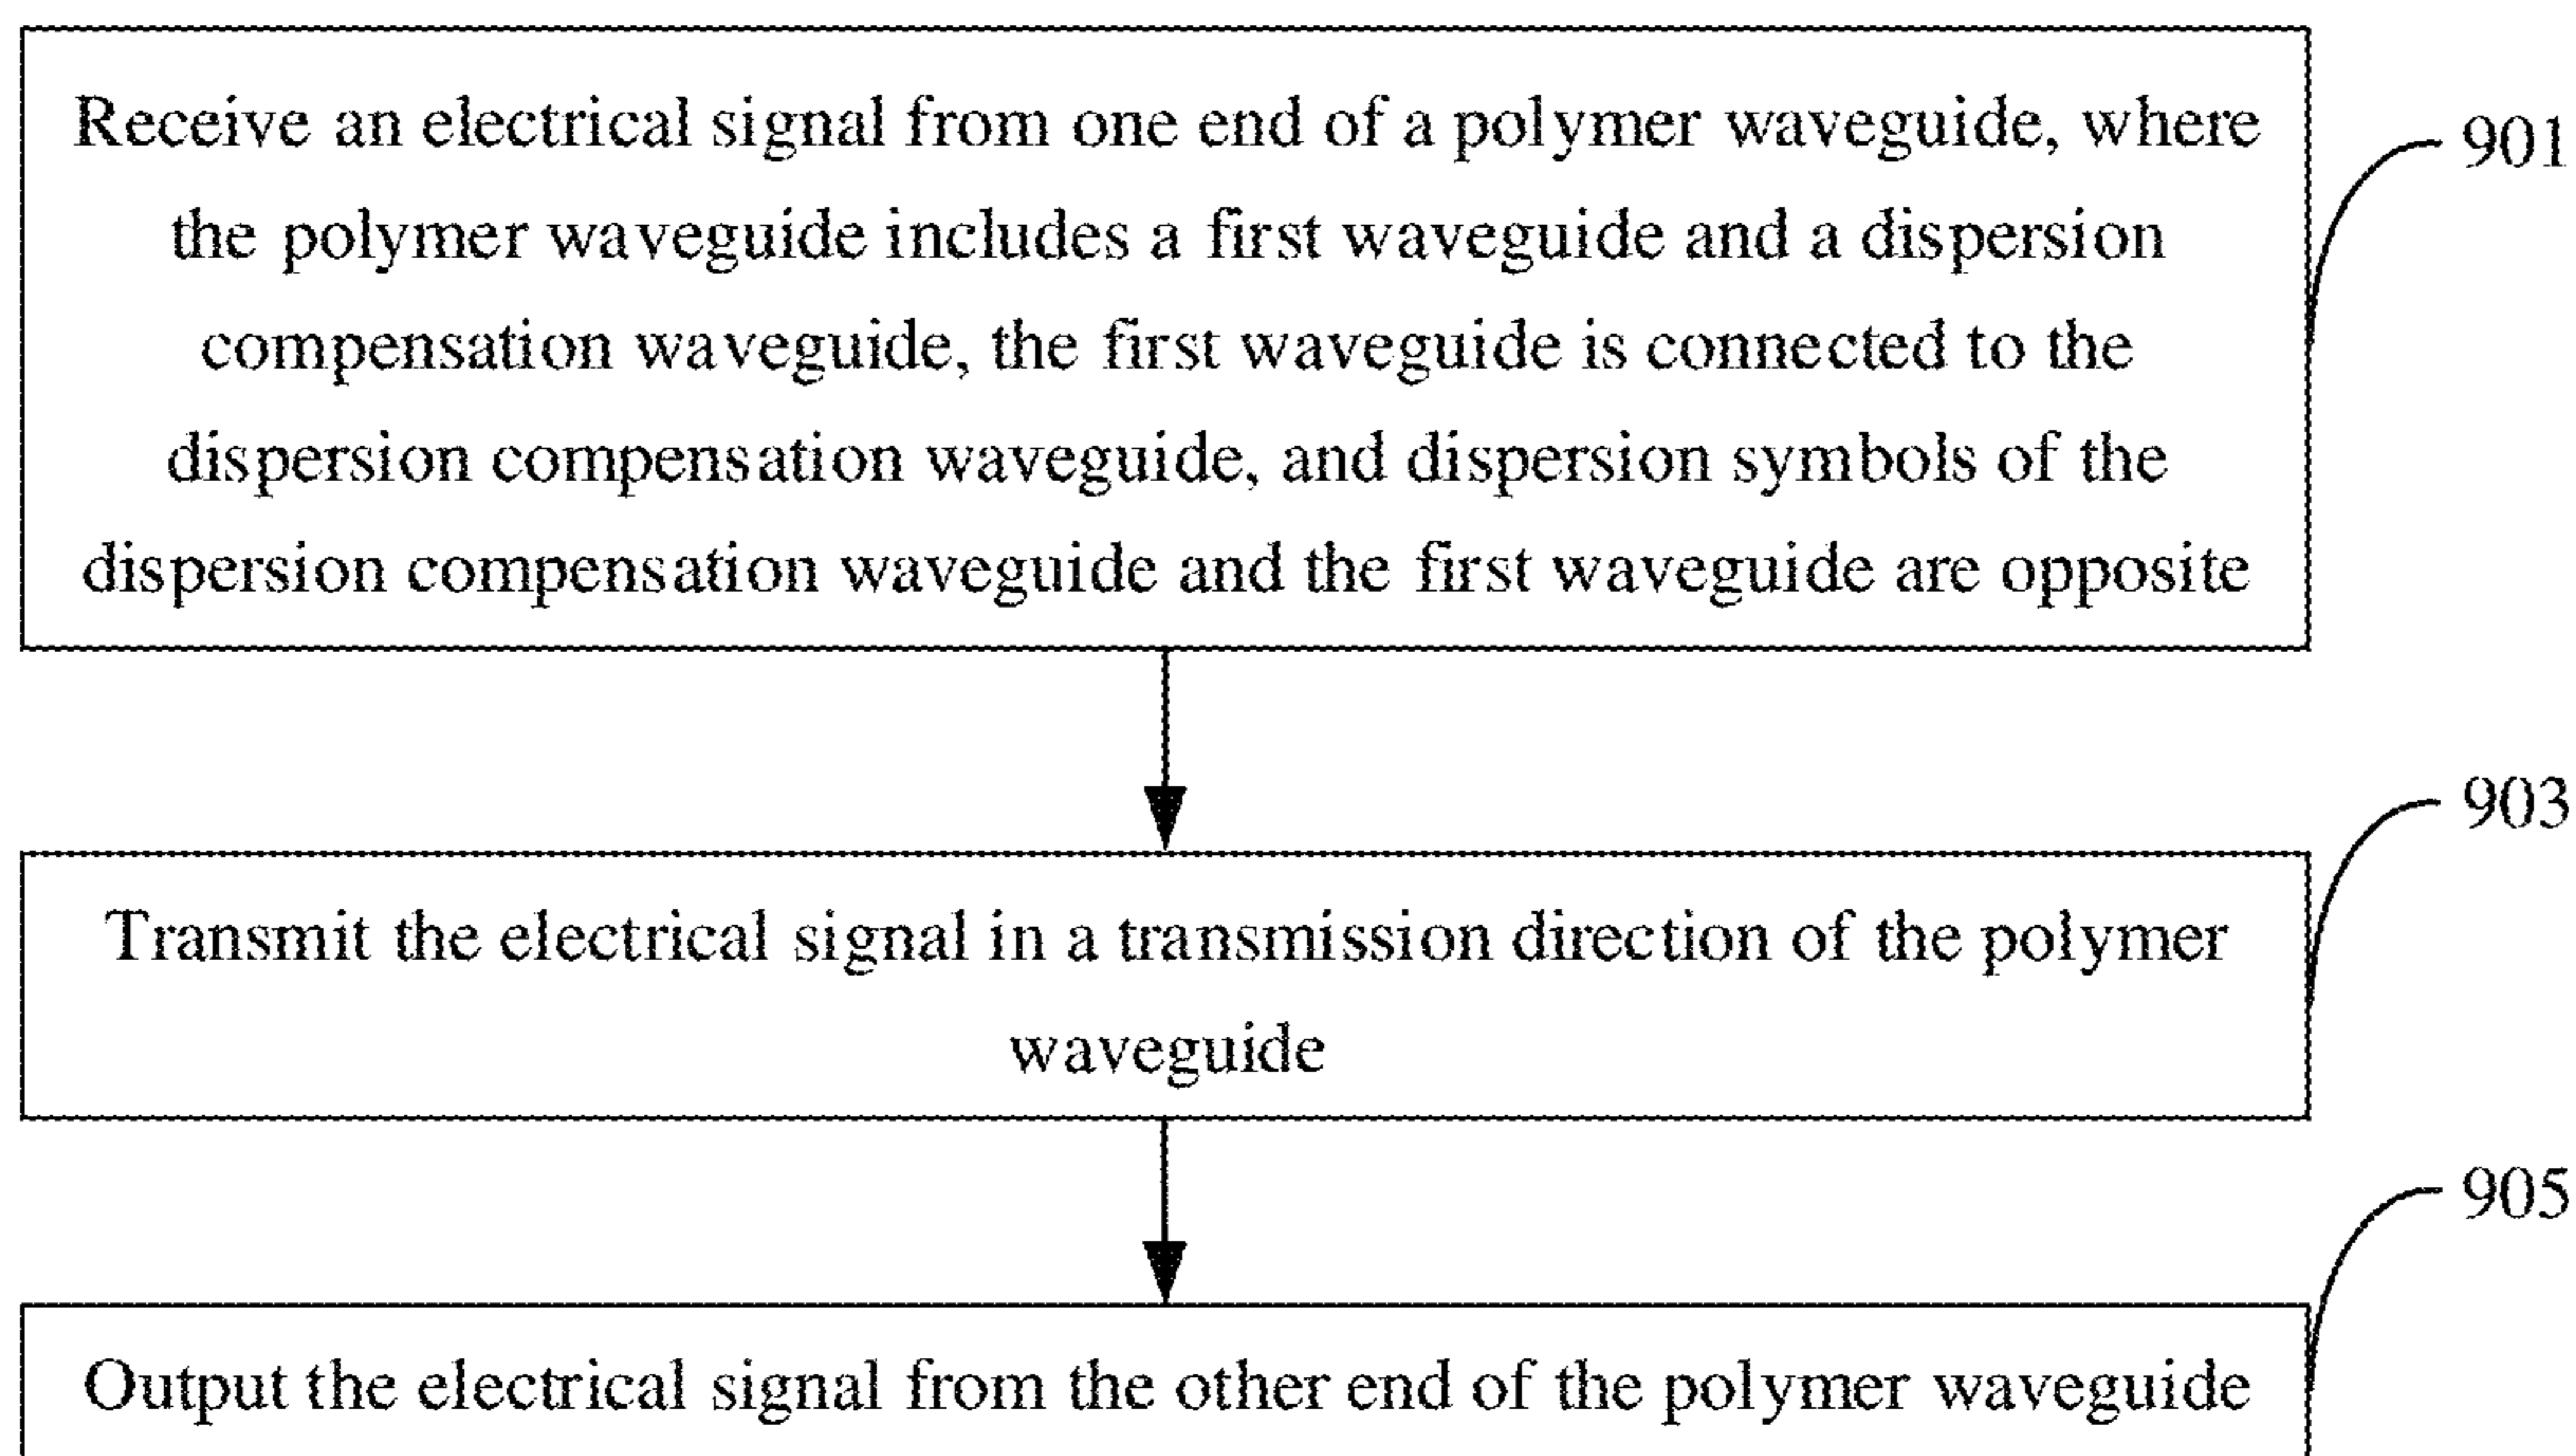 Receive an electrical signal from one end of a polymer waveguide, where
901
the polymer waveguide includes a first waveguide and a dispersion
compensation waveguide, the first waveguide is connected to the
dispersion compensation waveguide, and dispersion symbols of the
dispersion compensation waveguide and the first waveguide are opposite
903
Transmit the electrical signal in a transmission direction of the polymer
waveguide
905
Output the electrical signal from the other end of the polymer waveguide